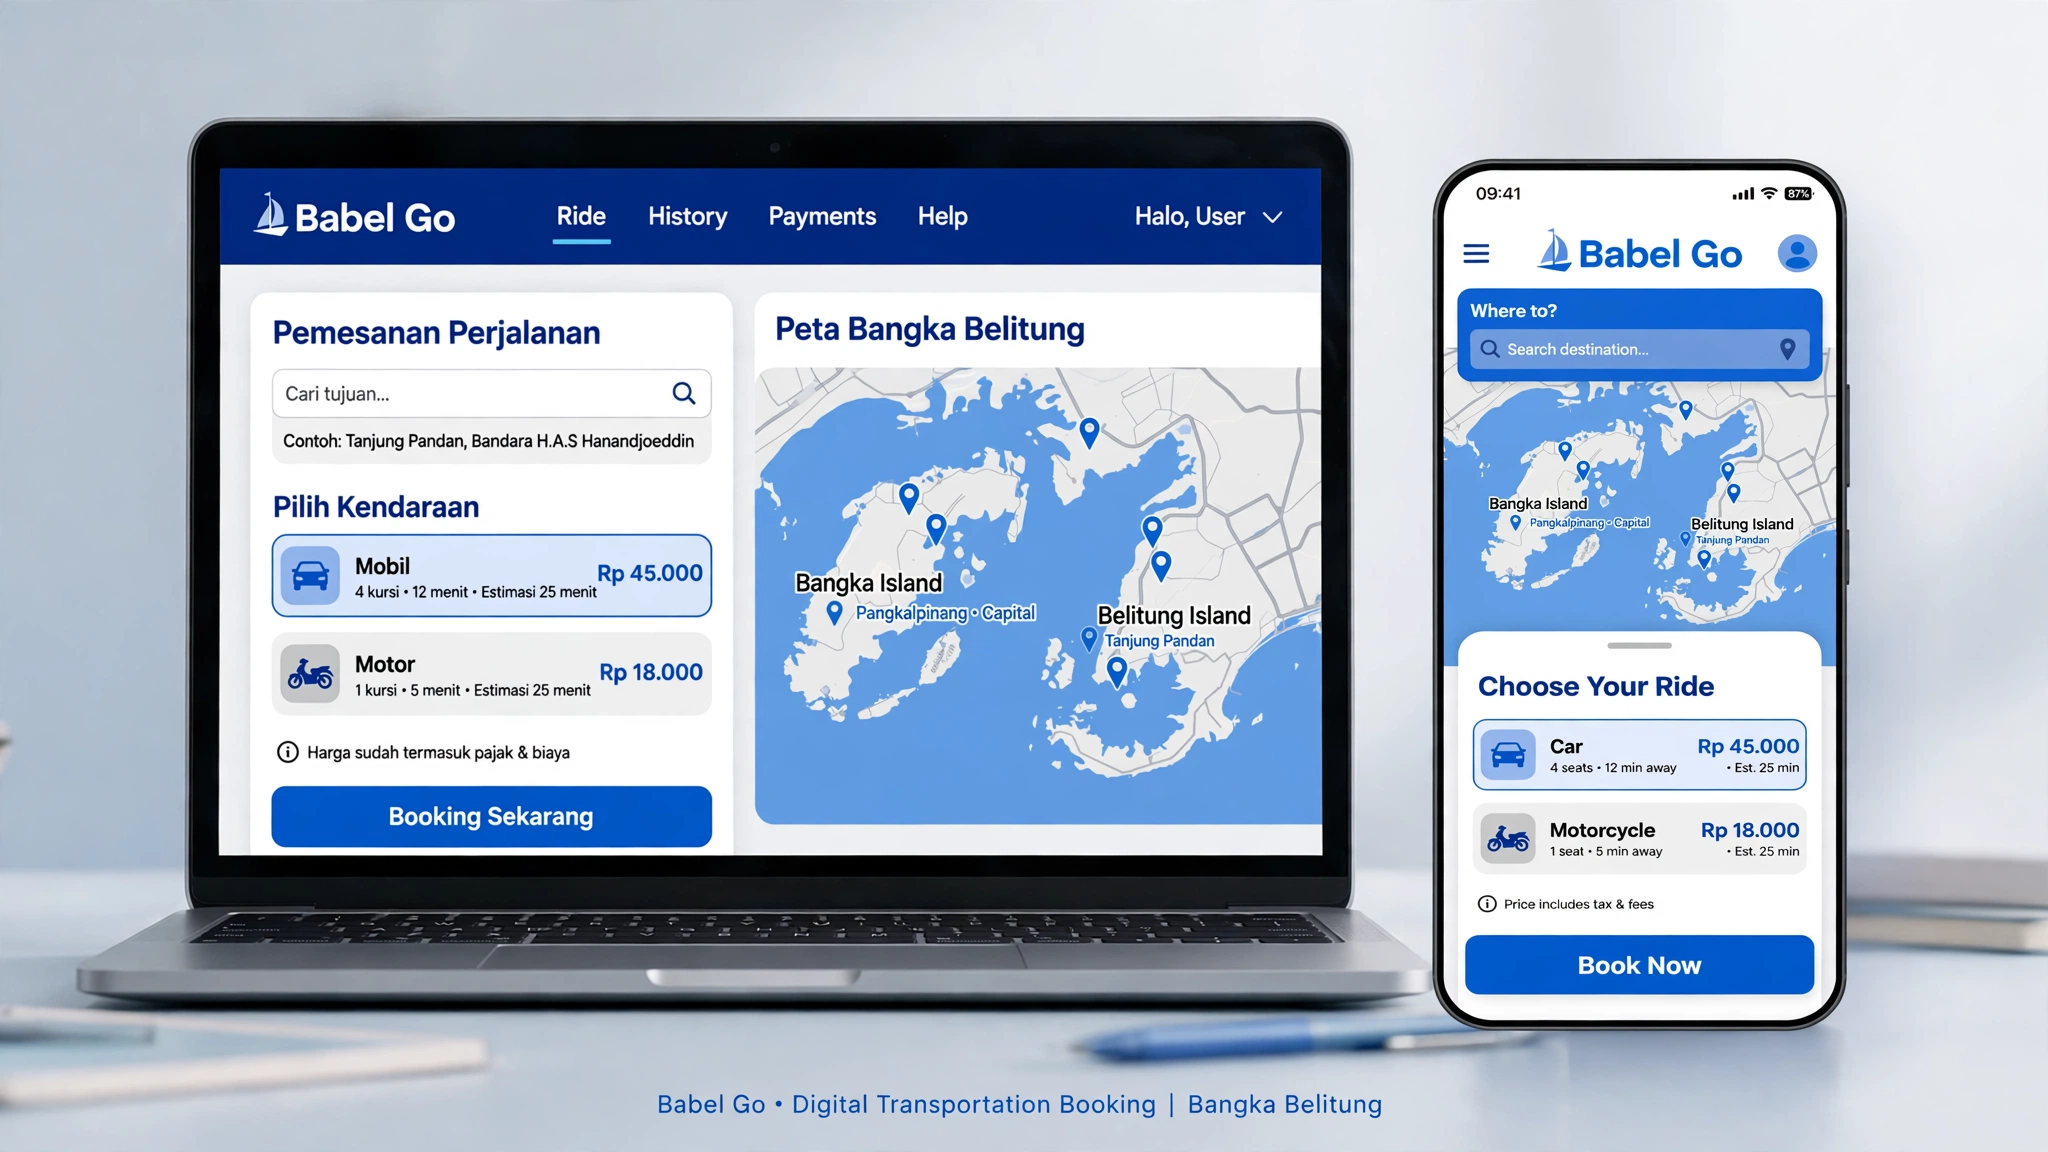 Babel Go
Ride
History
Payments
Help
Halo, User
Pemesanan Perjalanan
Cari tujuan...
Contoh: Tanjung Pandan, Bandara H.A.S Hanandjoeddin
Pilih Kendaraan
Mobil
4 kursi • 12 menit • Estimasi 25 menit
Rp 45.000
Motor
1 kursi • 5 menit • Estimasi 25 menit
Rp 18.000
Harga sudah termasuk pajak & biaya
Booking Sekarang
Peta Bangka Belitung
Bangka Island
Pangkalpinang • Capital
Belitung Island
Tanjung Pandan
09:41
87%
Babel Go
Where to?
Search destination...
Bangka Island
Pangkalpinang • Capital
Belitung Island
Tanjung Pandan
Choose Your Ride
Car
4 seats • 12 min away
Rp 45.000
• Est. 25 min
Motorcycle
1 seat • 5 min away
Rp 18.000
• Est. 25 min
Price includes tax & fees
Book Now
Babel Go • Digital Transportation Booking | Bangka Belitung